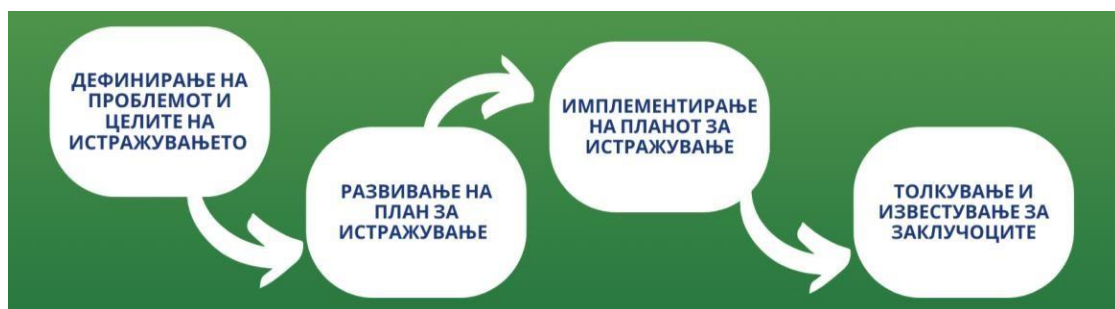 ДЕФИНИРАЊЕ НА
ПРОБЛЕМОТ И
ЦЕЛИТЕ НА
ИСТРАЖУВАЊЕТО
РАЗВИВАЊЕ НА
ПЛАН ЗА
ИСТРАЖУВАЊЕ
ИМПЛЕМЕНТИРАЊЕ
НА ПЛАНОТ ЗА
ИСТРАЖУВАЊЕ
ТОЛКУВАЊЕ И
ИЗВЕСТУВАЊЕ ЗА
ЗАКЛУЧОЦИТЕ